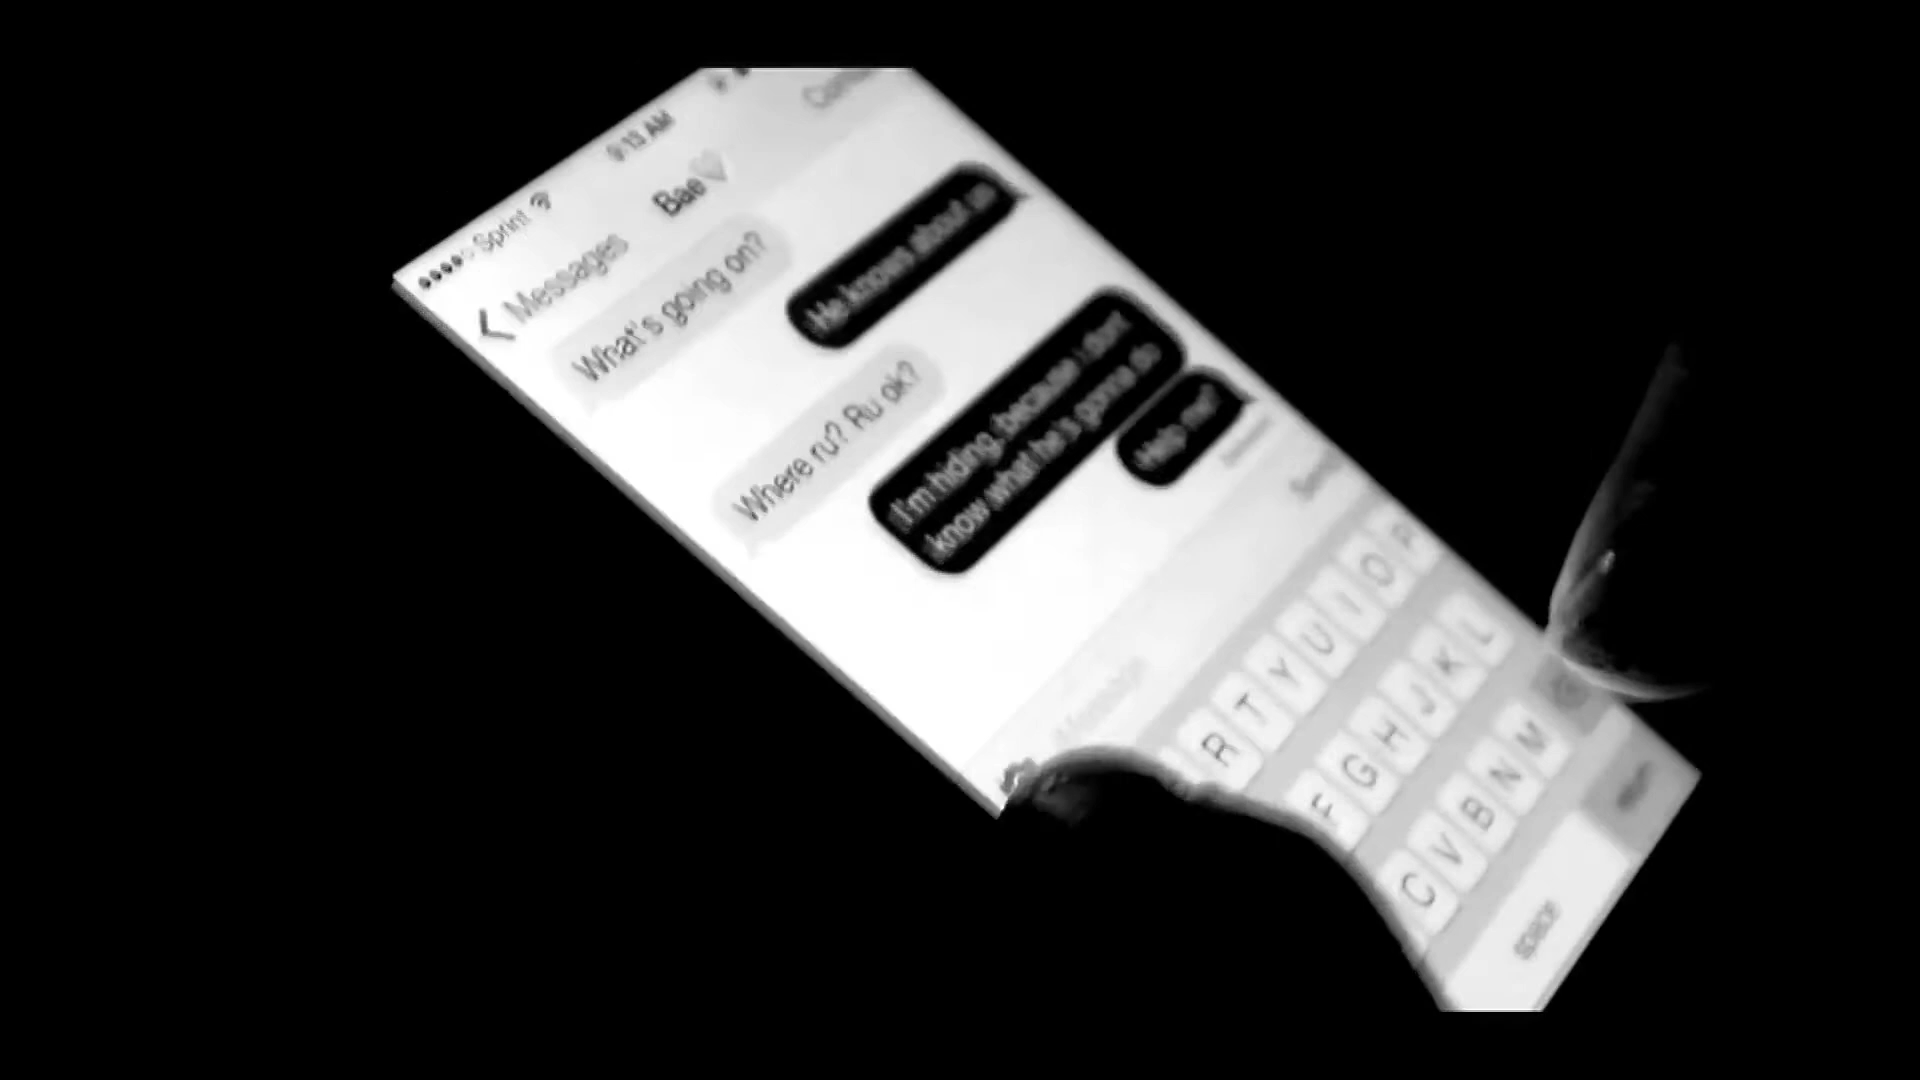 Sprint
9:13 AM
Messages
Bae
What's going on?
He knows about us
Where ru? Ru ok?
I'm hiding, because i dont
know what he's gonna do
Help me?
R T Y U I O P
F G H J K L
C V B N M
space